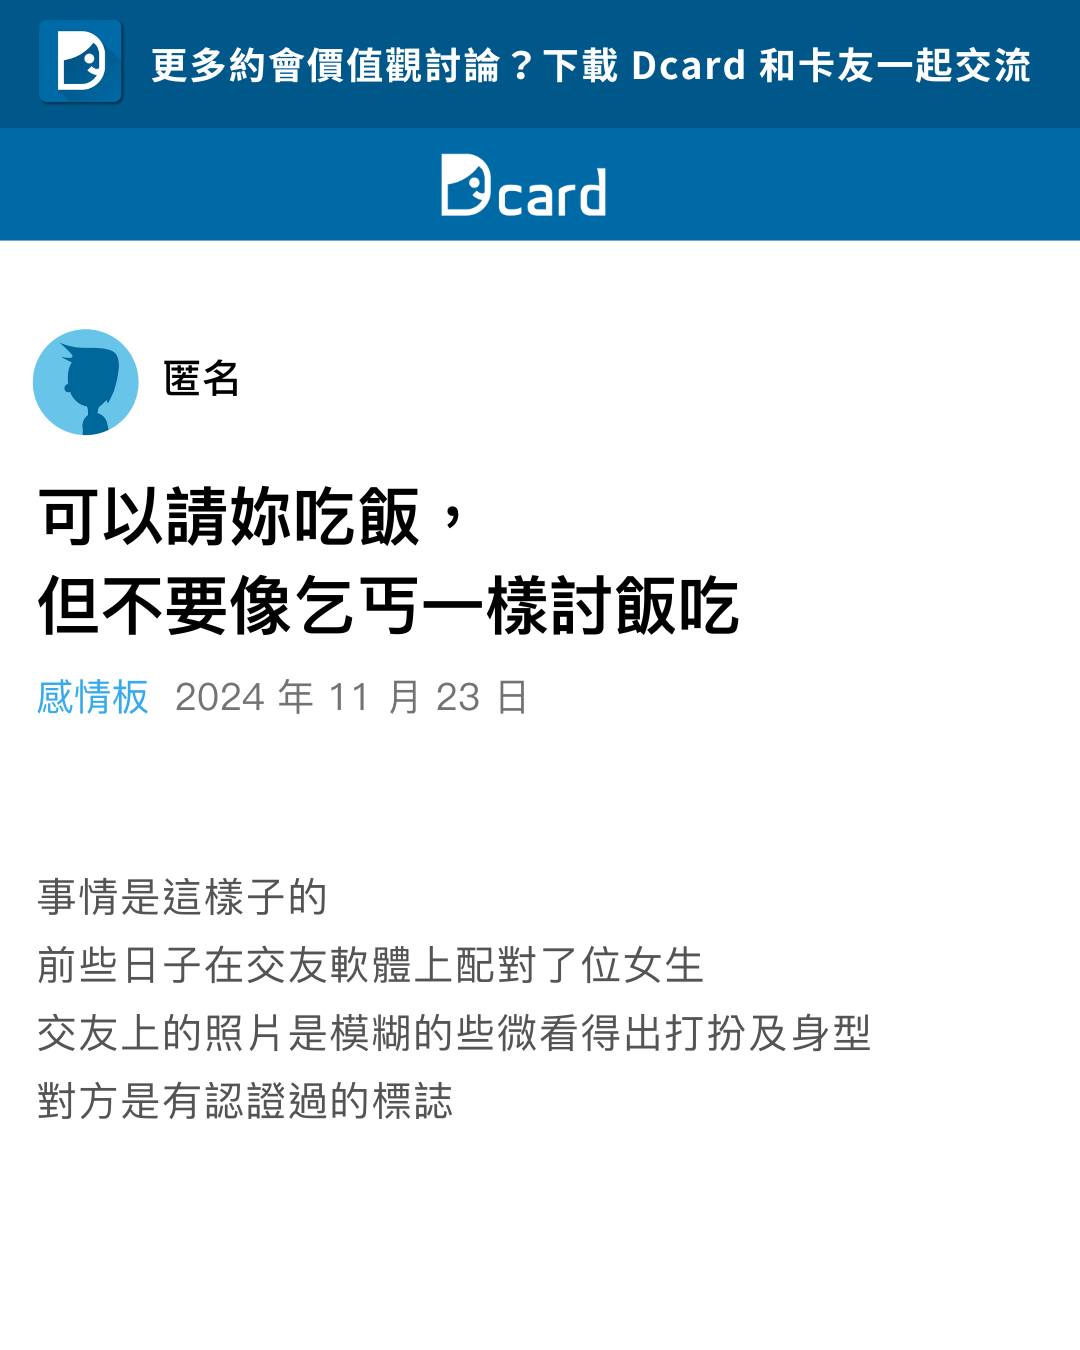 更多約會價值觀討論？下載 Dcard 和卡友一起交流
Dcard
匿名
可以請妳吃飯，
但不要像乞丐一樣討飯吃
感情板 2024 年 11 月 23 日
事情是這樣子的
前些日子在交友軟體上配對了位女生
交友上的照片是模糊的些微看得出打扮及身型
對方是有認證過的標誌